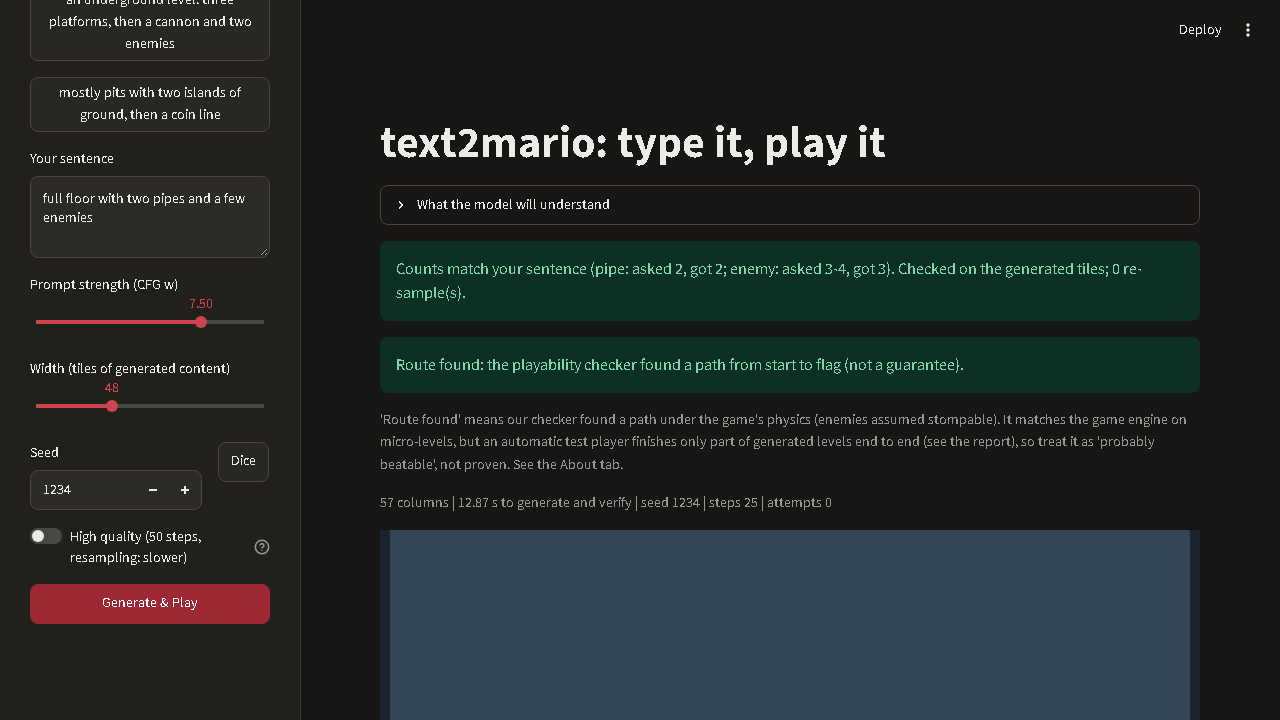 an underground level: three
platforms, then a cannon and two
enemies
mostly pits with two islands of
ground, then a coin line
Your sentence
full floor with two pipes and a few
enemies
Prompt strength (CFG w)
7.50
Width (tiles of generated content)
48
Seed
Dice
1234
High quality (50 steps,
resampling; slower)
Generate & Play
Deploy
text2mario: type it, play it
What the model will understand
Counts match your sentence (pipe: asked 2, got 2; enemy: asked 3-4, got 3). Checked on the generated tiles; 0 re-
sample(s).
Route found: the playability checker found a path from start to flag (not a guarantee).
'Route found' means our checker found a path under the game's physics (enemies assumed stompable). It matches the game engine on
micro-levels, but an automatic test player finishes only part of generated levels end to end (see the report), so treat it as 'probably
beatable', not proven. See the About tab.
57 columns | 12.87 s to generate and verify | seed 1234 | steps 25 | attempts 0